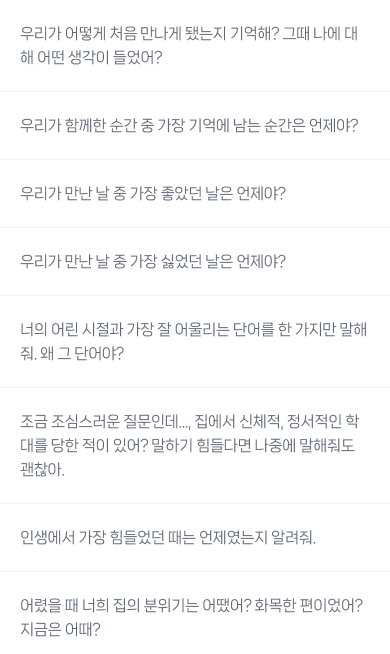 우리가 어떻게 처음 만나게 됐는지 기억해? 그때 나에 대
해 어떤 생각이 들었어?
우리가 함께한 순간 중 가장 기억에 남는 순간은 언제야?
우리가 만난 날 중 가장 좋았던 날은 언제야?
우리가 만난 날 중 가장 싫었던 날은 언제야?
너의 어린 시절과 가장 잘 어울리는 단어를 한 가지만 말해
줘. 왜 그 단어야?
조금 조심스러운 질문인데..., 집에서 신체적, 정서적인 학
대를 당한 적이 있어? 말하기 힘들다면 나중에 말해줘도
괜찮아.
인생에서 가장 힘들었던 때는 언제였는지 알려줘.
어렸을 때 너희 집의 분위기는 어땠어? 화목한 편이었어?
지금은 어때?